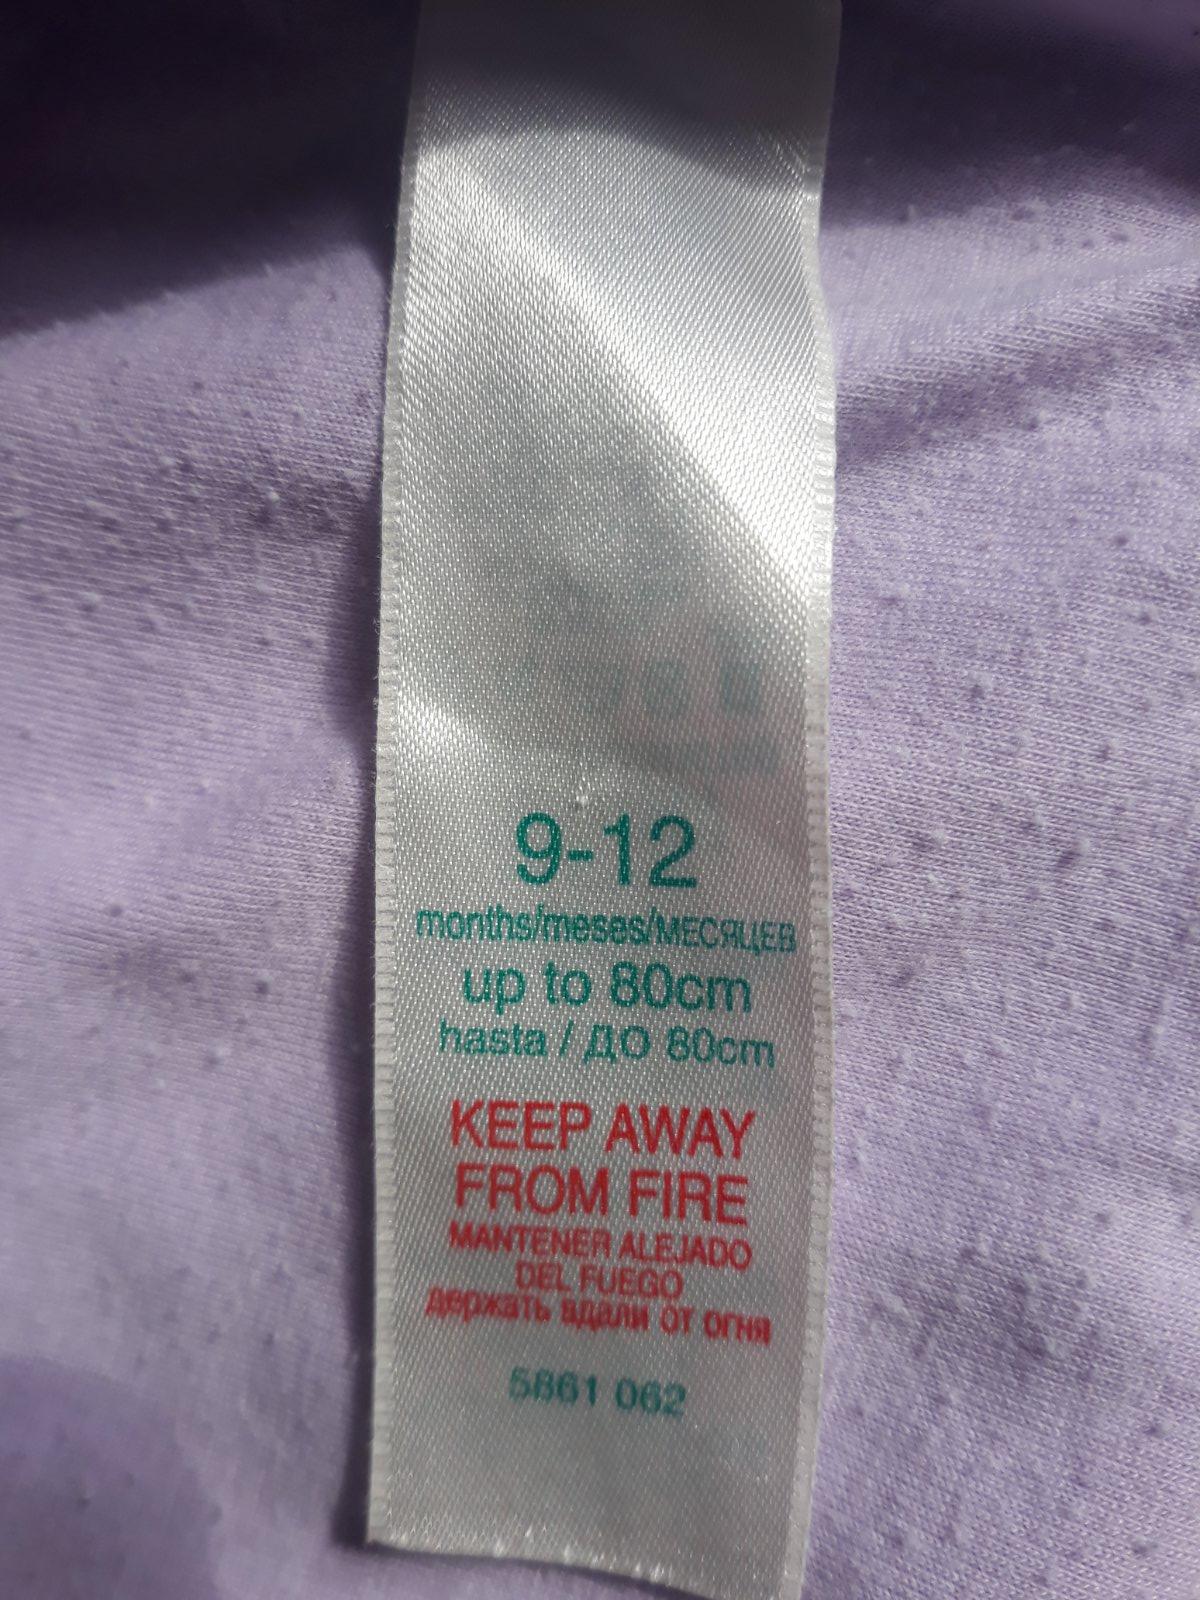 9-12
months/meses/МЕСЯЦЕВ
up to 80cm
hasta / ДО 80cm
KEEP AWAY
FROM FIRE
MANTENER ALEJADO
DEL FUEGO
держать вдали от огня
5861 062